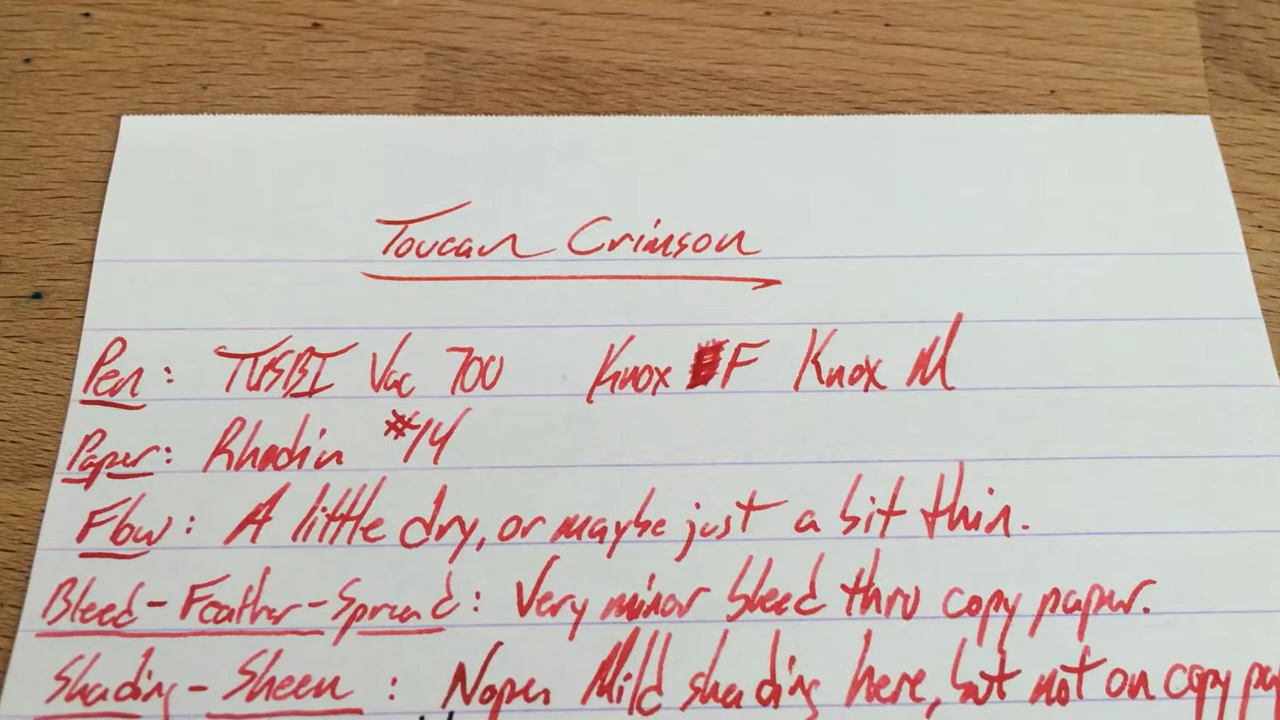 Toucan Crimson
Pen: TWSBI Vac 700 Knox F Knox M
Paper: Rhodia #14
Flow: A little dry, or maybe just a bit thin.
Bleed-Feather-Spread: Very minor bleed thru copy paper.
Shading-Sheen: Mild shading here, but not on copy